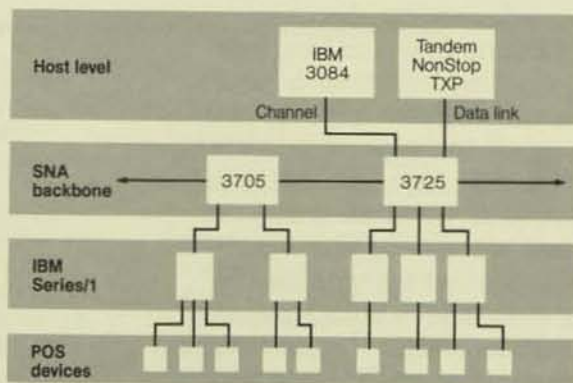 Host level
IBM
3084
Tandem
NonStop
TXP
Channel
Data link
SNA
backbone
3705
3725
IBM
Series/1
POS
devices